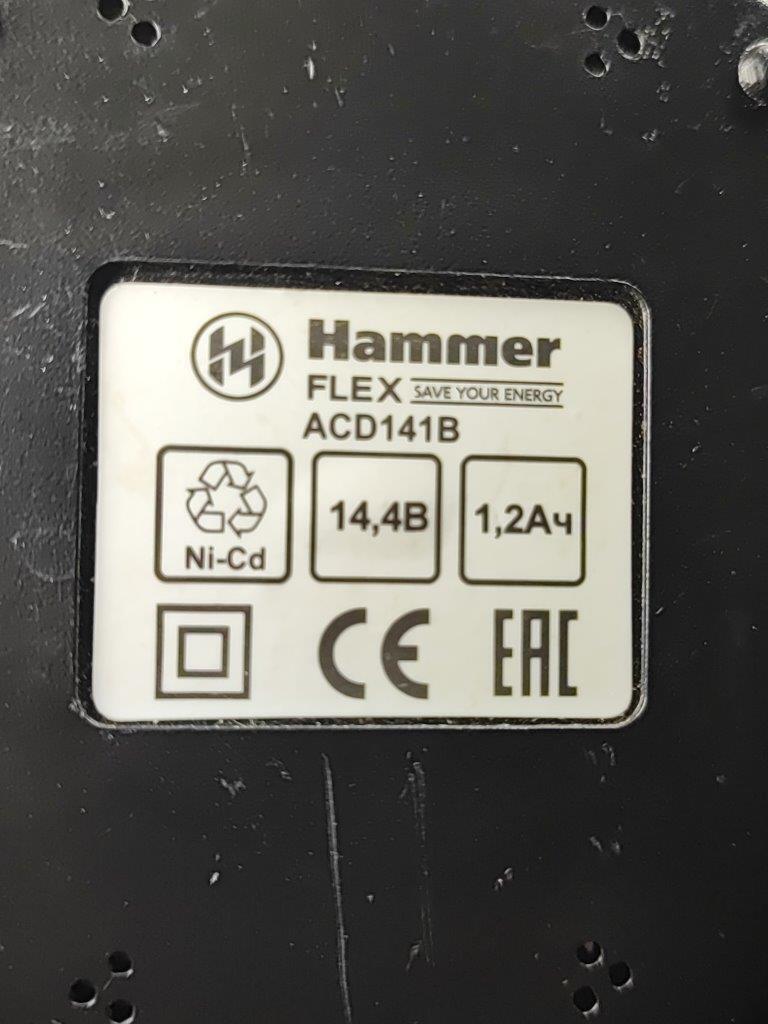 Hammer
FLEX SAVE YOUR ENERGY
ACD141B
Ni-Cd
14,4В
1,2Ач
CE
EAC